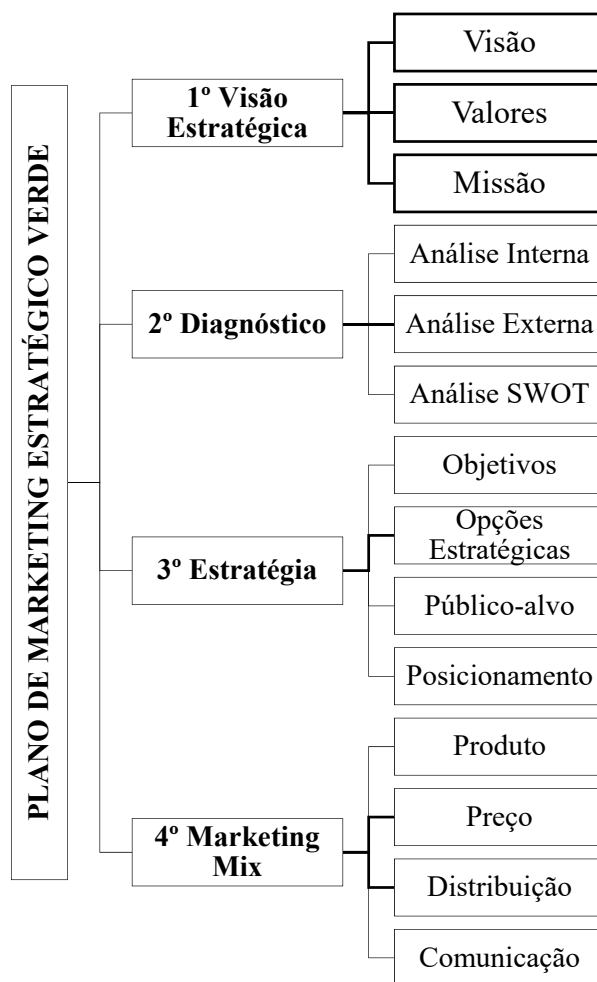 PLANO DE MARKETING ESTRATÉGICO VERDE
1º Visão
Estratégica
Visão
Valores
Missão
2º Diagnóstico
Análise Interna
Análise Externa
Análise SWOT
3º Estratégia
Objetivos
Opções
Estratégicas
Público-alvo
Posicionamento
4º Marketing
Mix
Produto
Preço
Distribuição
Comunicação